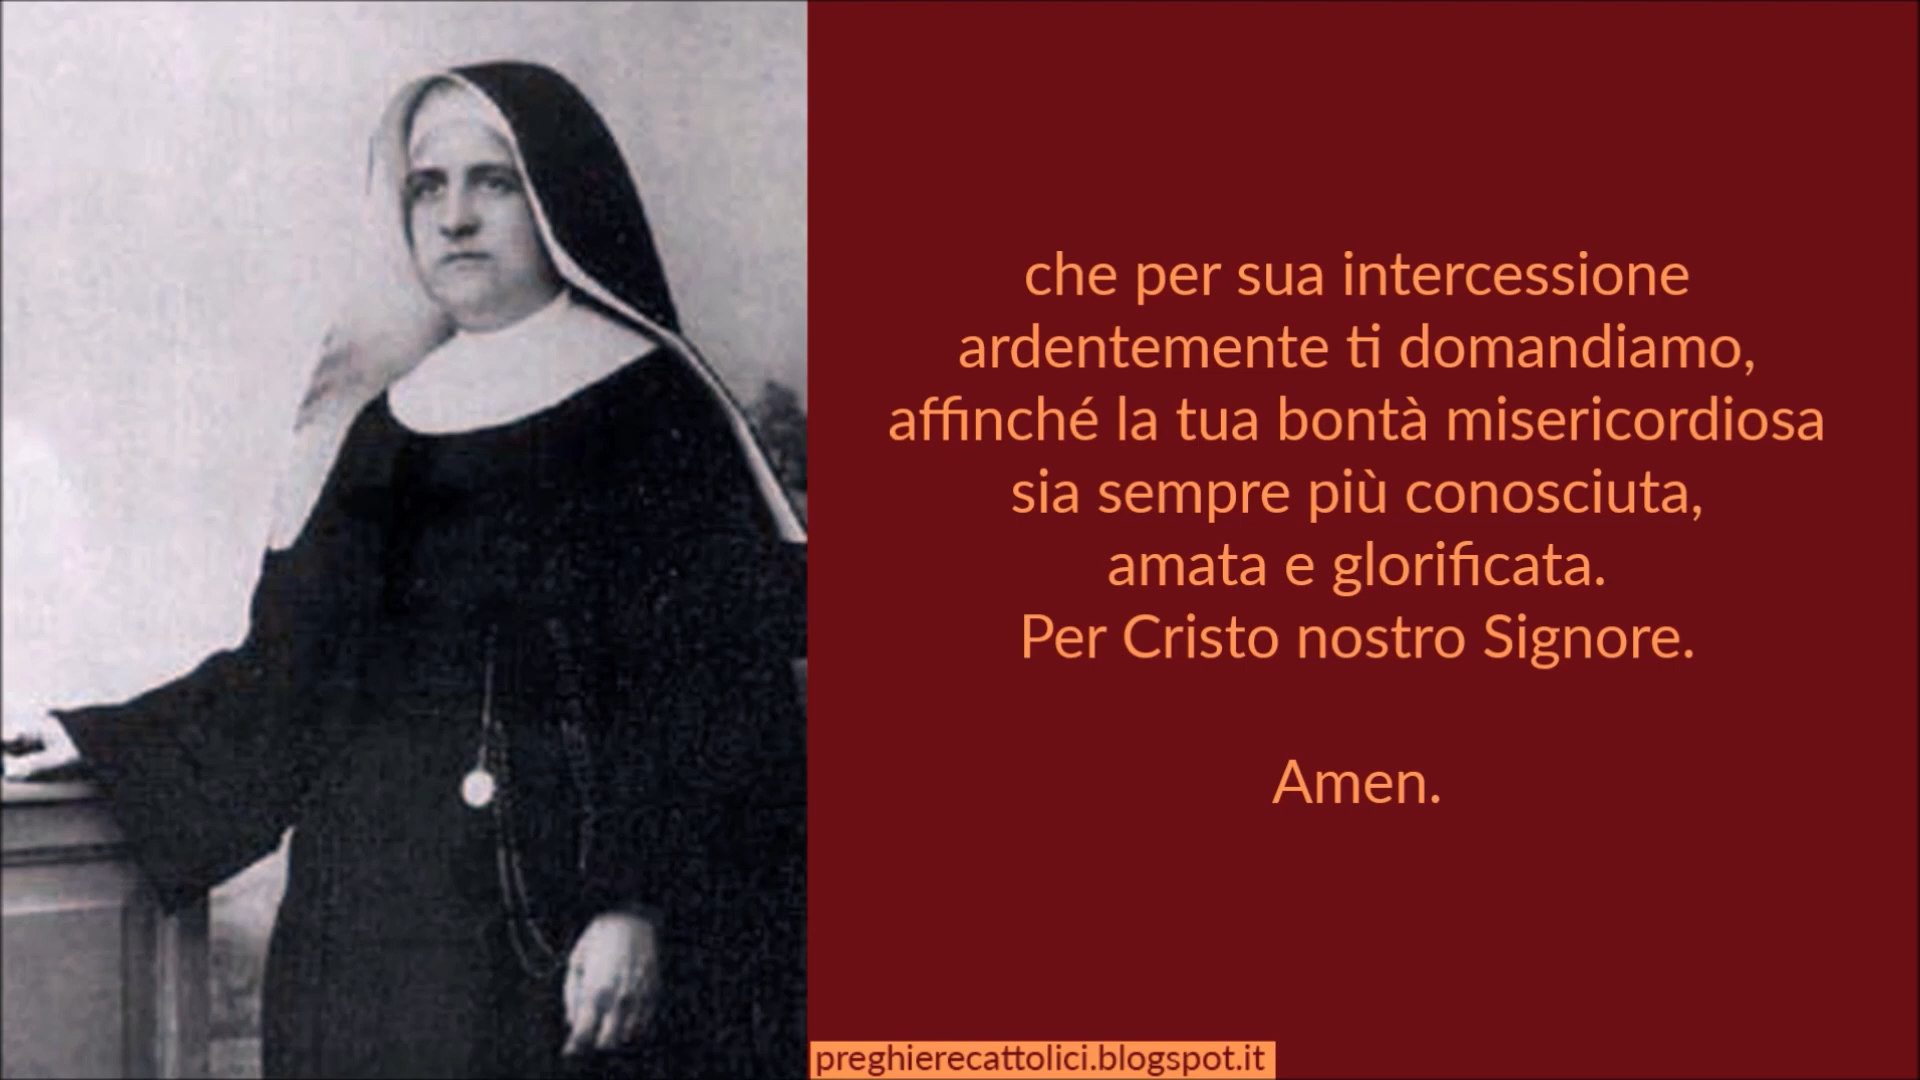 che per sua intercessione
ardentemente ti domandiamo,
affinché la tua bontà misericordiosa
sia sempre più conosciuta,
amata e glorificata.
Per Cristo nostro Signore.
Amen.
preghierecattolici.blogspot.it